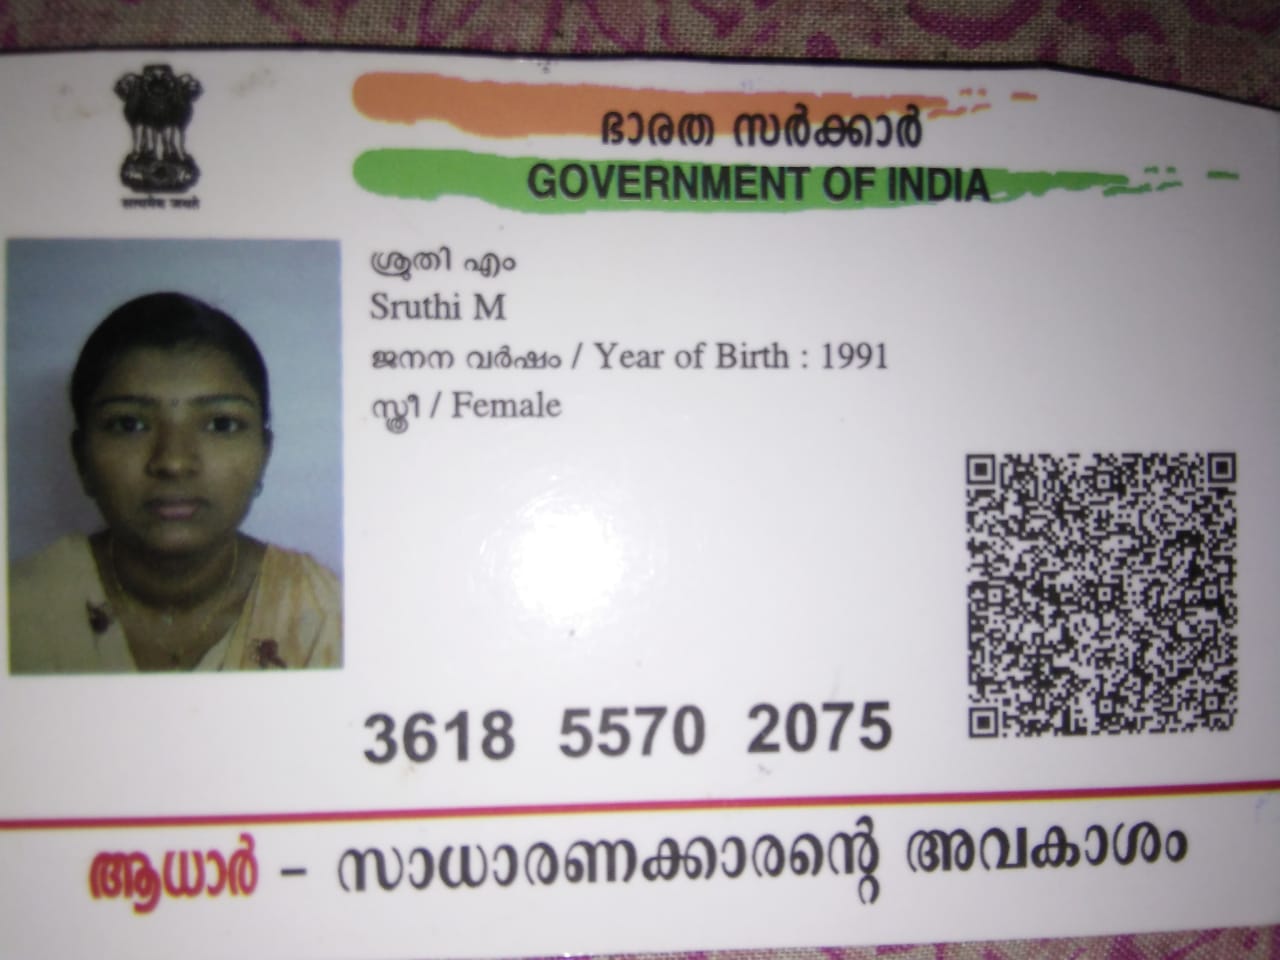 ഭാരത സർക്കാർ
GOVERNMENT OF INDIA
सत्यमेव जयते
ശ്രുതി എം
Sruthi M
ജനന വർഷം / Year of Birth : 1991
സ്ത്രീ / Female
3618 5570 2075
ആധാർ - സാധാരണക്കാരന്റെ അവകാശം